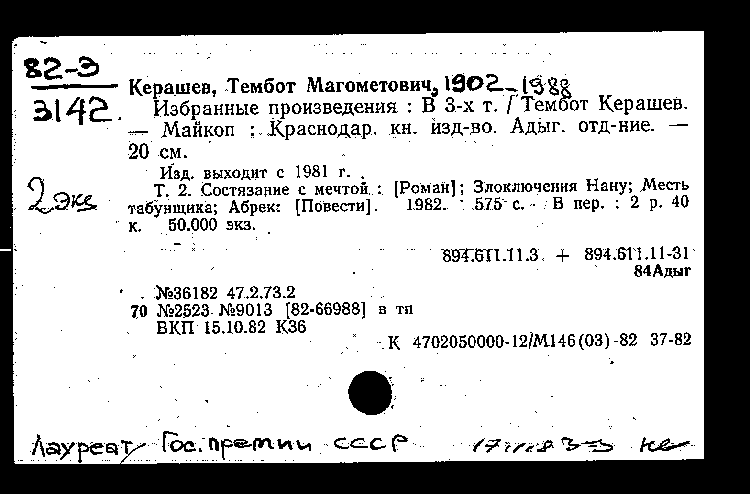 82-Э
3142.
2 экз
Керашев, Тембот Магометович, 1902-1988
Избранные произведения : В 3-х т. / Тембот Керашев.
— Майкоп : Краснодар. кн. изд-во. Адыг. отд-ние. —
20 см.
Изд. выходит с 1981 г.
Т. 2. Состязание с мечтой : [Роман]; Злоключения Нану; Месть
табунщика; Абрек: [Повести]. 1982. 575 с. В пер. : 2 р. 40
к. 50.000 экз.
894.611.11.3 + 894.611.11-31
84Адыг
№36182 47.2.73.2
70 №2523 №9013 [82-66988] в тп
ВКП 15.10.82 К36
К 4702050000-12/М146(03)-82 37-82
Лауреат Гос. премии СССР